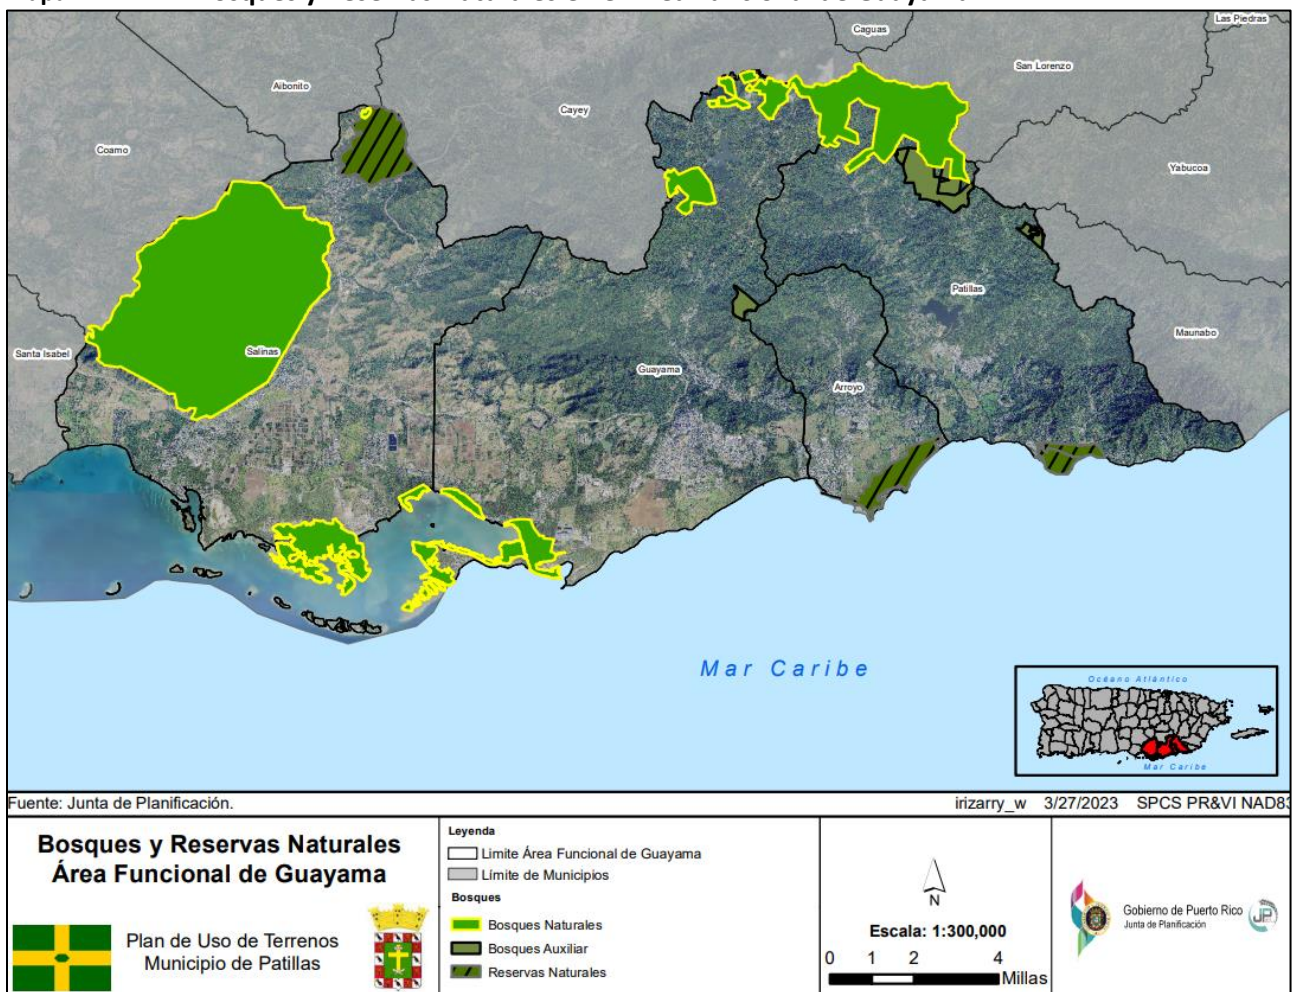 Las Piedras
Caguas
San Lorenzo
Aibonito
Cayey
Coamo
Yabucoa
Patillas
Maunabo
Santa Isabel
Salinas
Guayama
Arroyo
Mar Caribe
Océano Atlántico
Mar Caribe
Fuente: Junta de Planificación.
irizarry_w 3/27/2023 SPCS PR&VI NAD83
Bosques y Reservas Naturales
Área Funcional de Guayama
Plan de Uso de Terrenos
Municipio de Patillas
Leyenda
Limite Área Funcional de Guayama
Límite de Municipios
Bosques
Bosques Naturales
Bosques Auxiliar
Reservas Naturales
N
Escala: 1:300,000
0 1 2 4
Millas
Gobierno de Puerto Rico
Junta de Planificación
JP